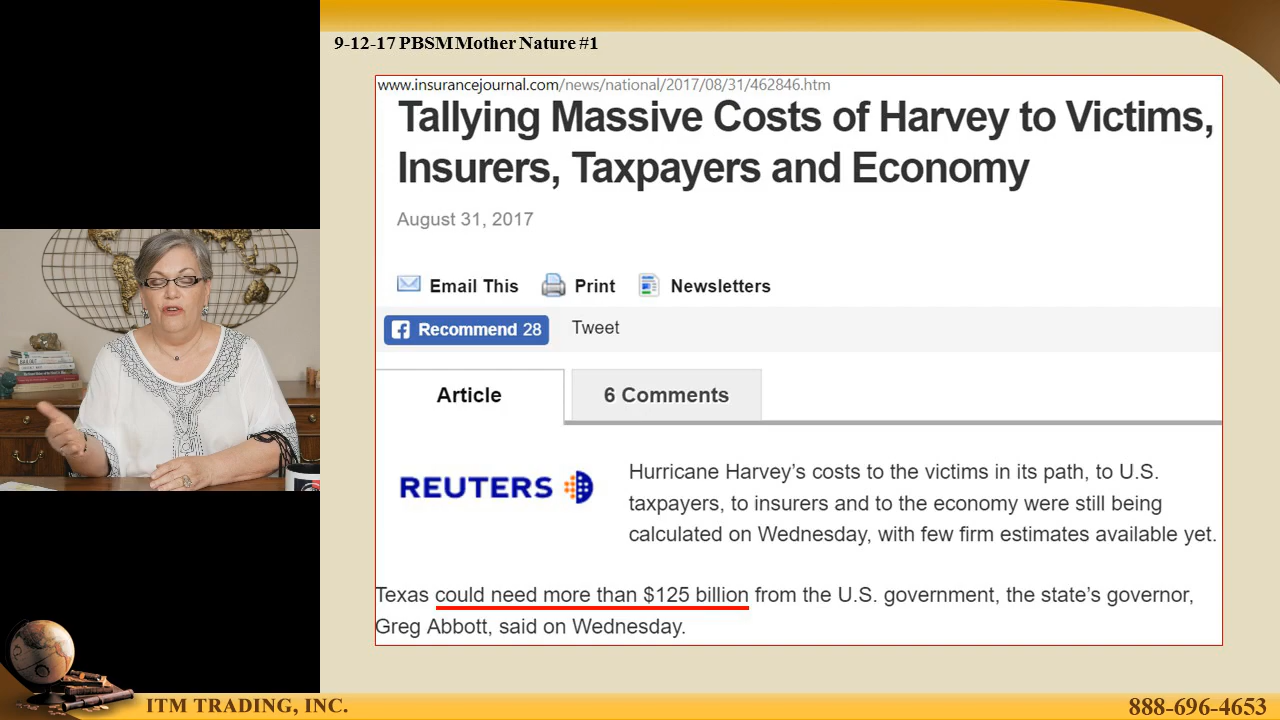 9-12-17 PBSM Mother Nature #1
www.insurancejournal.com/news/national/2017/08/31/462846.htm
Tallying Massive Costs of Harvey to Victims,
Insurers, Taxpayers and Economy
August 31, 2017
Email This Print Newsletters
Recommend 28 Tweet
Article 6 Comments
REUTERS
Hurricane Harvey's costs to the victims in its path, to U.S.
taxpayers, to insurers and to the economy were still being
calculated on Wednesday, with few firm estimates available yet.
Texas could need more than $125 billion from the U.S. government, the state's governor,
Greg Abbott, said on Wednesday.
ITM TRADING, INC.
888-696-4653